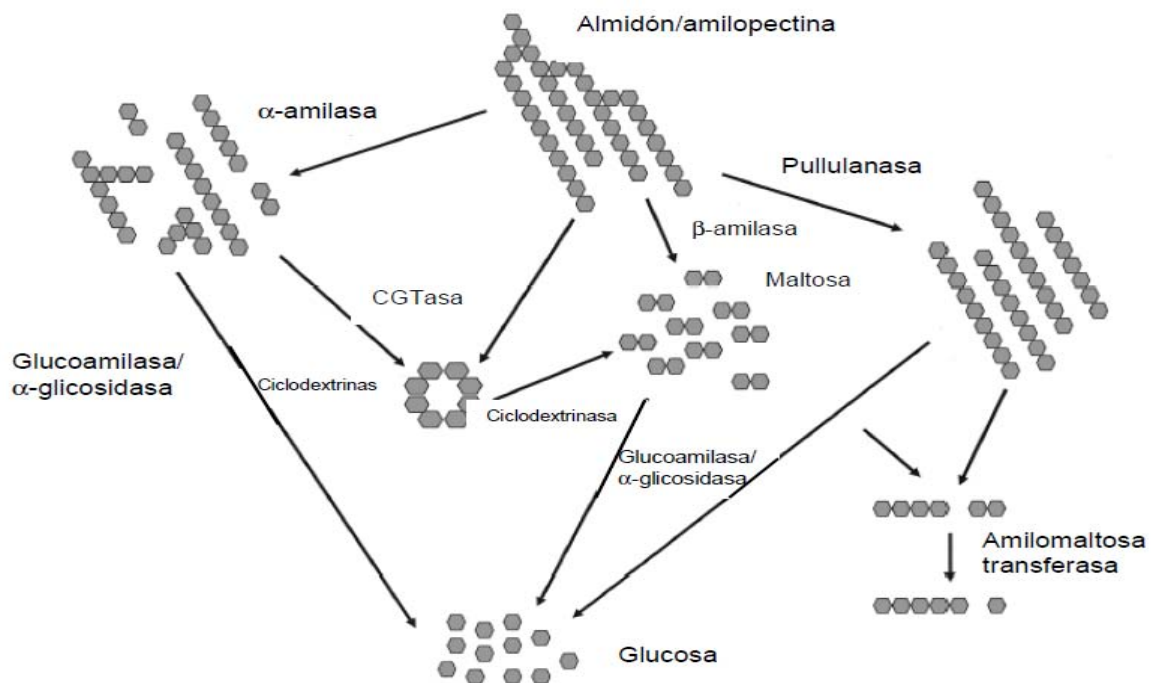 Almidón/amilopectina
α-amilasa
Pullulanasa
β-amilasa
Maltosa
CGTasa
Glucoamilasa/
α-glicosidasa
Ciclodextrinas
Ciclodextrinasa
Glucoamilasa/
α-glicosidasa
Amilomaltosa
transferasa
Glucosa